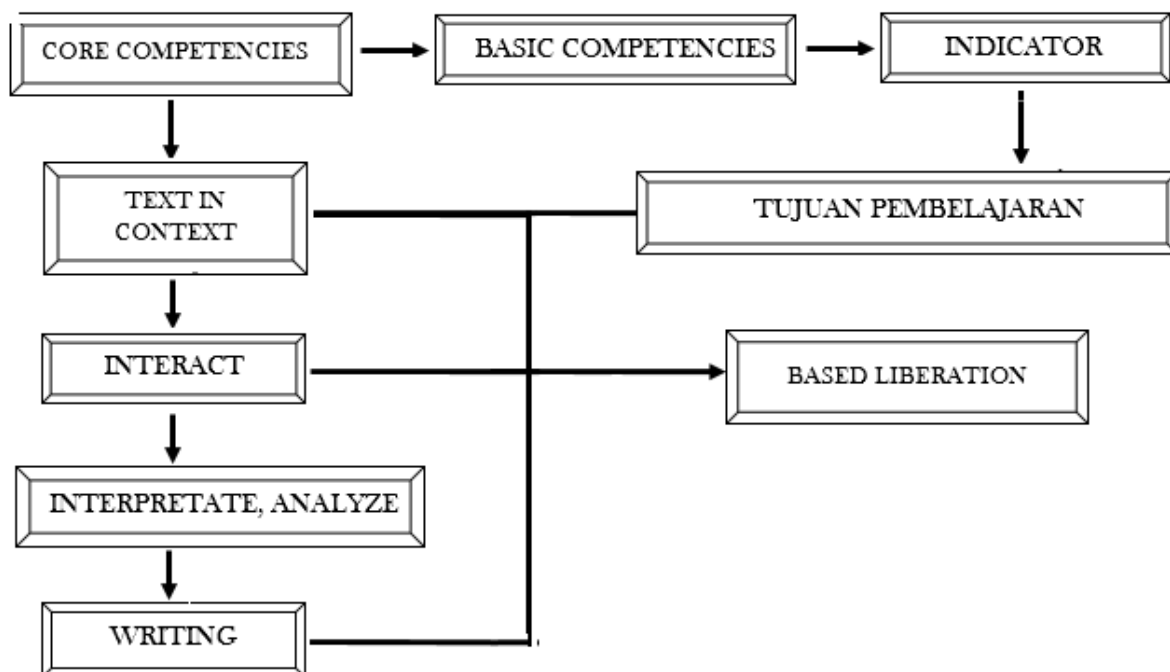 CORE COMPETENCIES
BASIC COMPETENCIES
INDICATOR
TEXT IN
CONTEXT
TUJUAN PEMBELAJARAN
INTERACT
BASED LIBERATION
INTERPRETATE, ANALYZE
WRITING